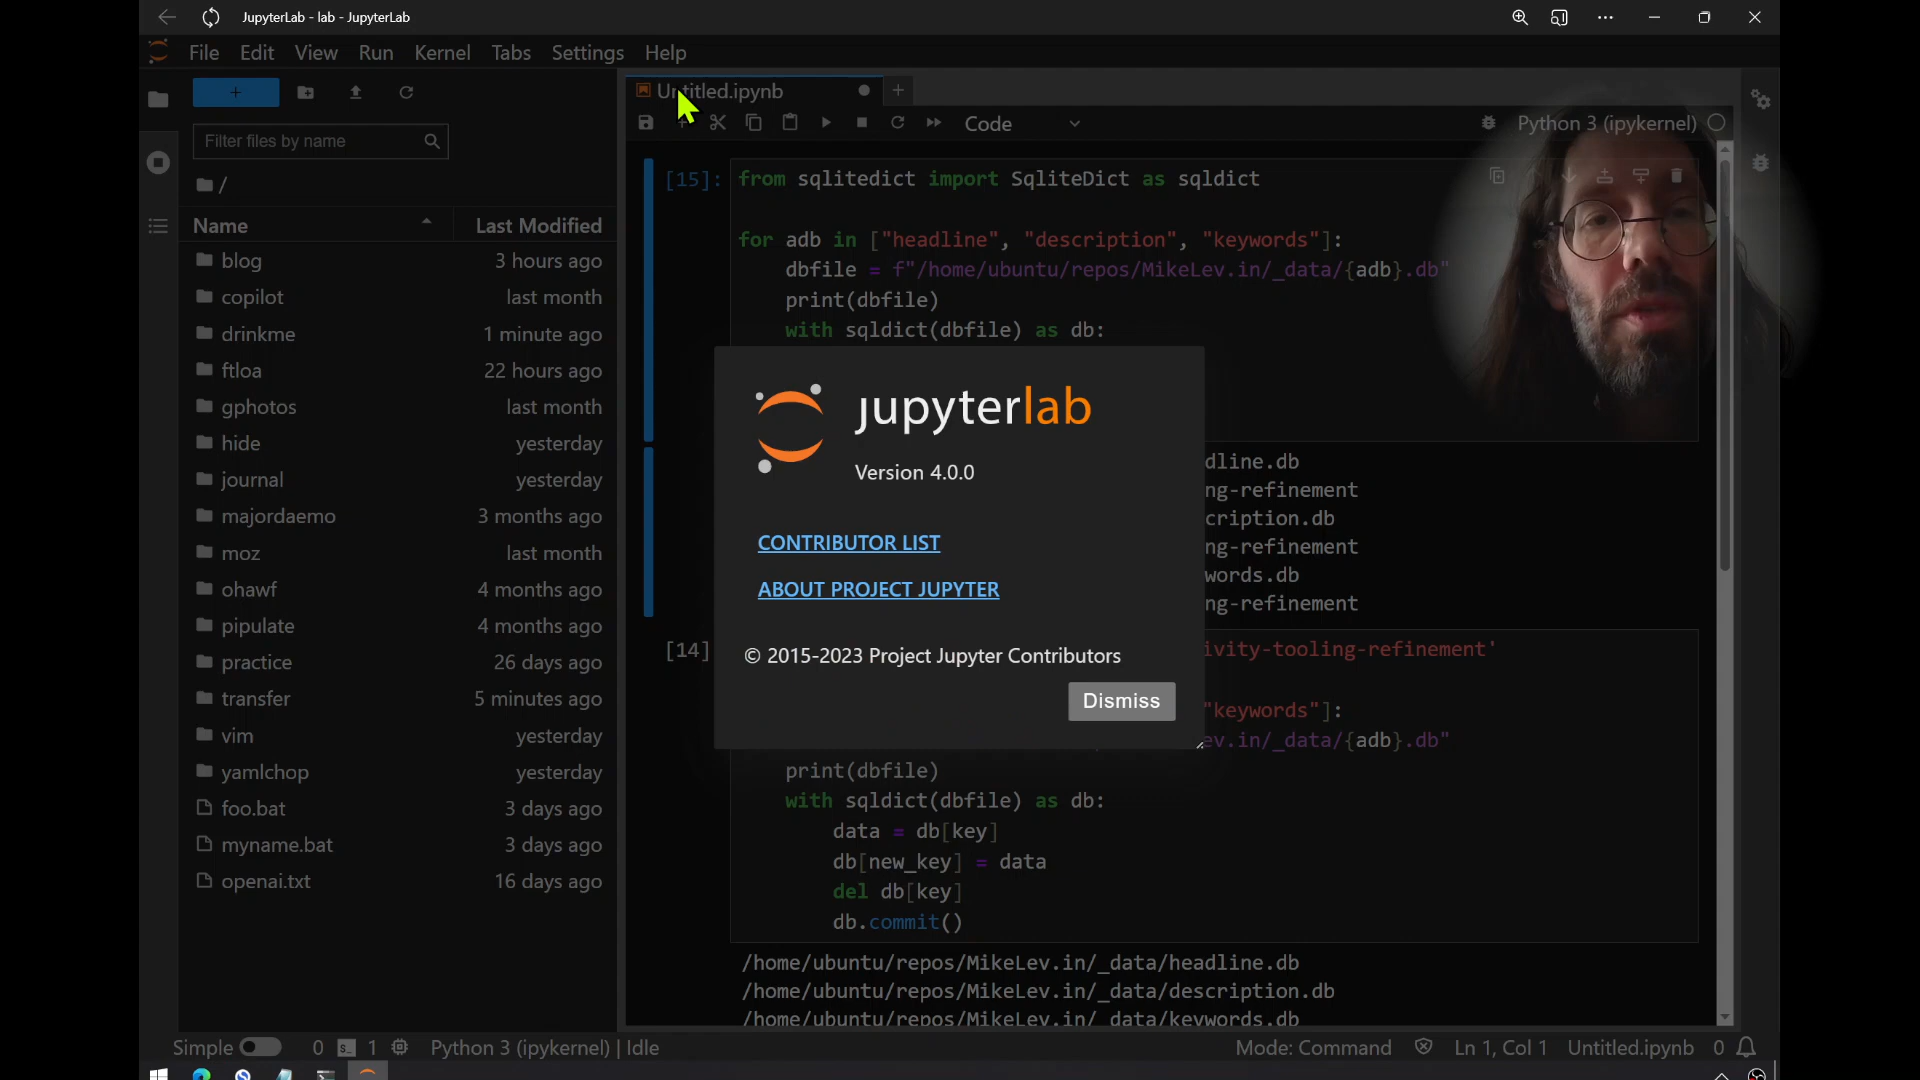 JupyterLab - lab - JupyterLab
File Edit View Run Kernel Tabs Settings Help
Untitled.ipynb
Filter files by name
Code
Python 3 (ipykernel)
/
Name Last Modified
blog 3 hours ago
copilot last month
drinkme 1 minute ago
ftloa 22 hours ago
gphotos last month
hide yesterday
journal yesterday
majordaemo 3 months ago
moz last month
ohawf 4 months ago
pipulate 4 months ago
practice 26 days ago
transfer 5 minutes ago
vim yesterday
yamlchop yesterday
foo.bat 3 days ago
myname.bat 3 days ago
openai.txt 16 days ago
[15]: from sqlitedict import SqliteDict as sqldict
for adb in ["headline", "description", "keywords"]:
dbfile = f"/home/ubuntu/repos/MikeLev.in/_data/{adb}.db"
print(dbfile)
with sqldict(dbfile) as db:
jupyterlab
Version 4.0.0
CONTRIBUTOR LIST
ABOUT PROJECT JUPYTER
© 2015-2023 Project Jupyter Contributors
Dismiss
dline.db
ng-refinement
cription.db
ng-refinement
words.db
ng-refinement
[14] ivity-tooling-refinement'
"keywords"]:
ev.in/_data/{adb}.db"
print(dbfile)
with sqldict(dbfile) as db:
data = db[key]
db[new_key] = data
del db[key]
db.commit()
/home/ubuntu/repos/MikeLev.in/_data/headline.db
/home/ubuntu/repos/MikeLev.in/_data/description.db
/home/ubuntu/repos/MikeLev.in/_data/keywords.db
Simple 0 1 Python 3 (ipykernel) | Idle Mode: Command Ln 1, Col 1 Untitled.ipynb 0